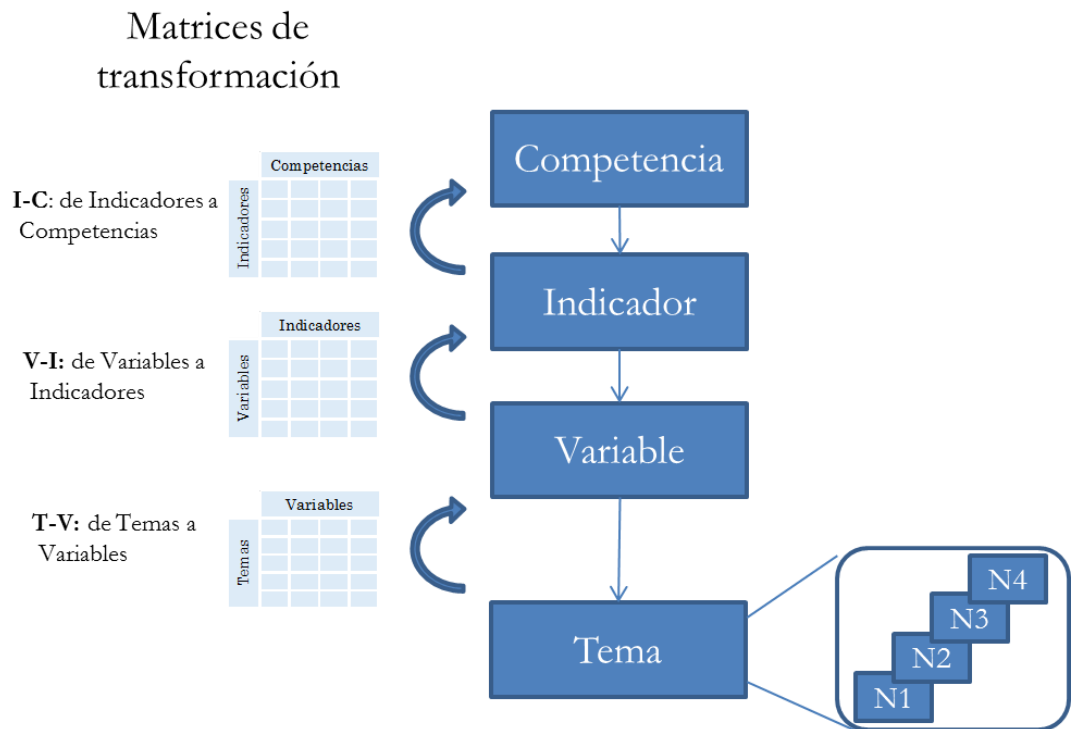 Matrices de
transformación
Competencia
Competencias
Indicadores
I-C: de Indicadores a
Competencias
Indicador
Indicadores
Variables
V-I: de Variables a
Indicadores
Variable
Variables
Temas
T-V: de Temas a
Variables
Tema
N4
N3
N2
N1